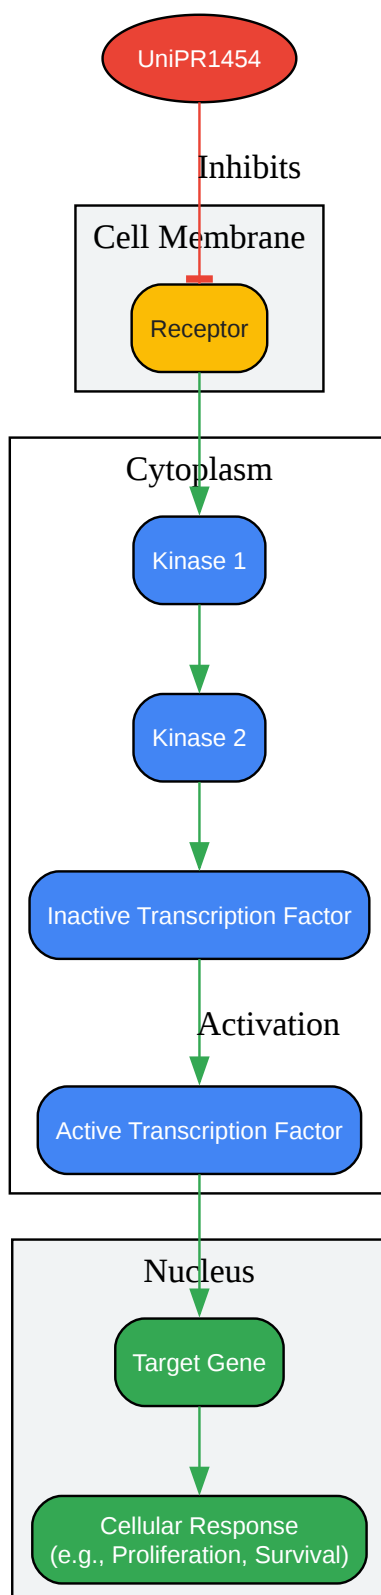 UniPR1454
Inhibits
Cell Membrane
Receptor
Cytoplasm
Kinase 1
Kinase 2
Inactive Transcription Factor
Activation
Active Transcription Factor
Nucleus
Target Gene
Cellular Response
(e.g., Proliferation, Survival)